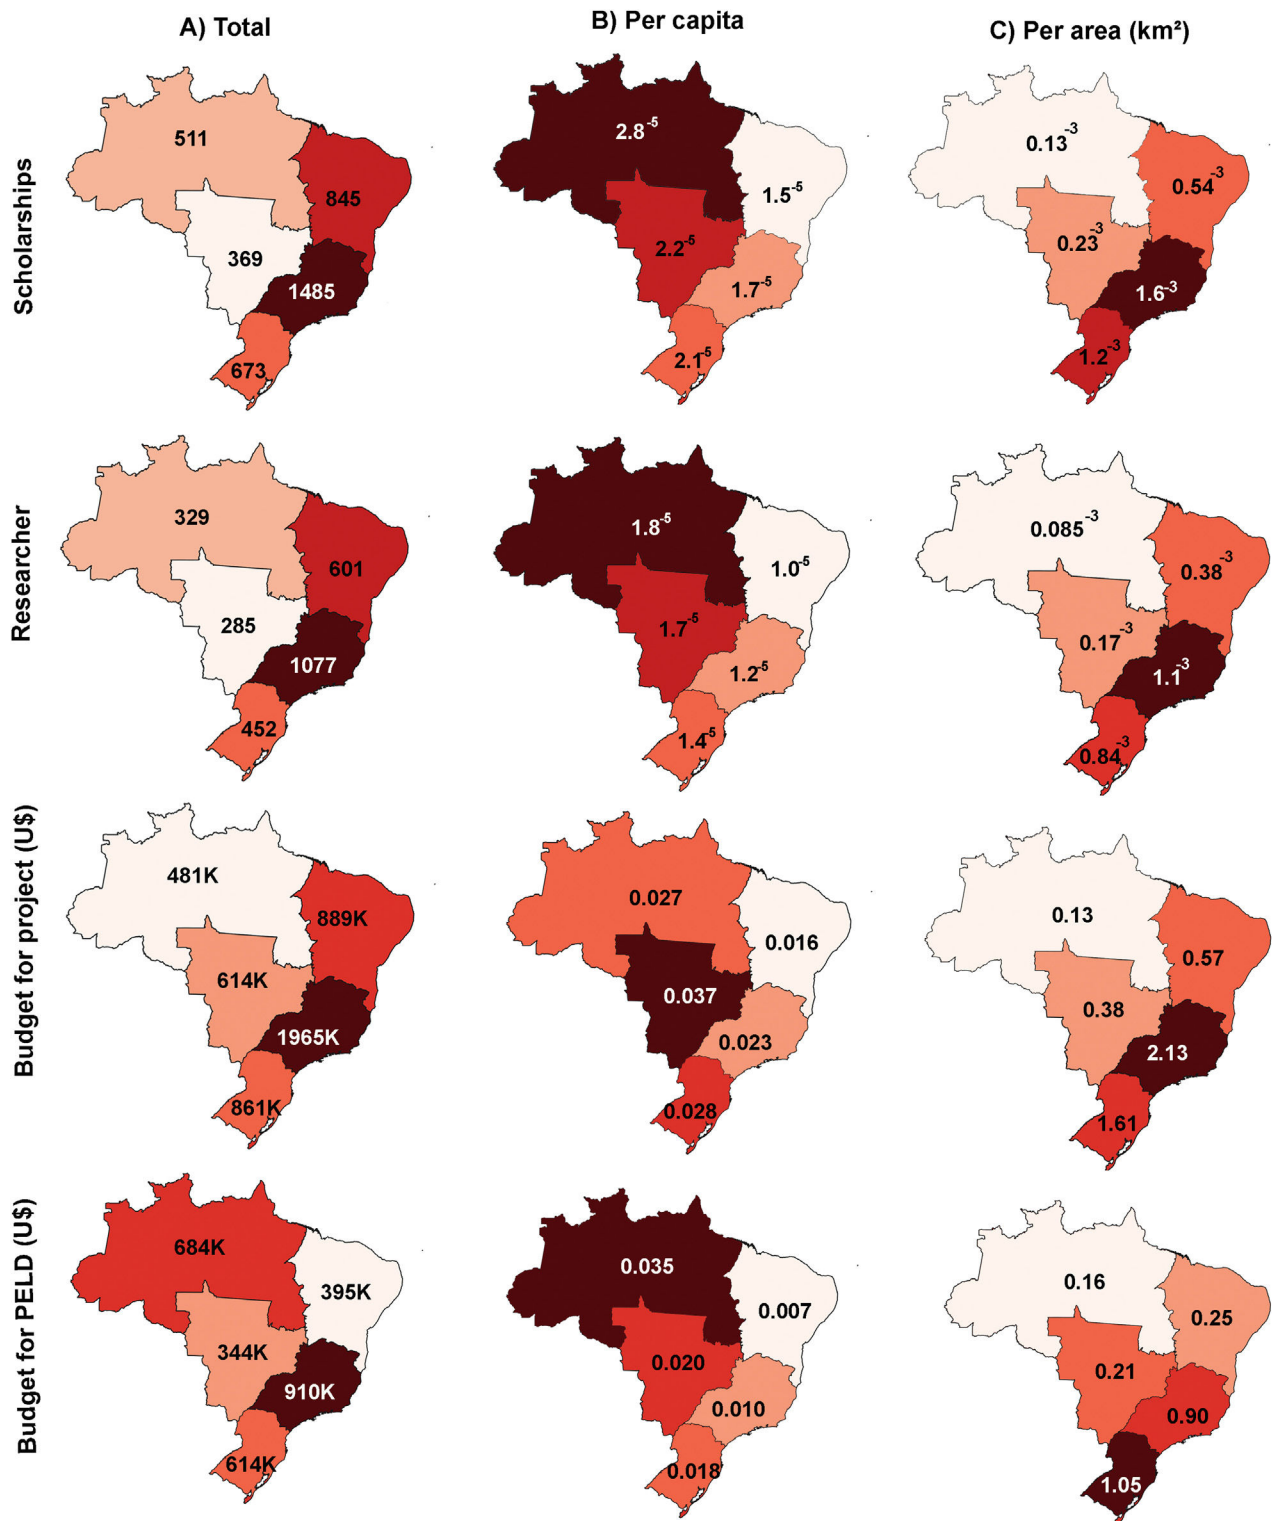 A) Total
B) Per capita
C) Per area (km²)
Scholarships
511
845
369
1485
673
2.8⁻⁵
1.5⁻⁵
2.2⁻⁵
1.7⁻⁵
2.1⁻⁵
0.13⁻³
0.54⁻³
0.23⁻³
1.6⁻³
1.2⁻³
Researcher
329
601
285
1077
452
1.8⁻⁵
1.0⁻⁵
1.7⁻⁵
1.2⁻⁵
1.4⁻⁵
0.085⁻³
0.38⁻³
0.17⁻³
1.1⁻³
0.84⁻³
Budget for project (U$)
481K
889K
614K
1965K
861K
0.027
0.016
0.037
0.023
0.028
0.13
0.57
0.38
2.13
1.61
Budget for PELD (U$)
684K
395K
344K
910K
614K
0.035
0.007
0.020
0.010
0.018
0.16
0.25
0.21
0.90
1.05